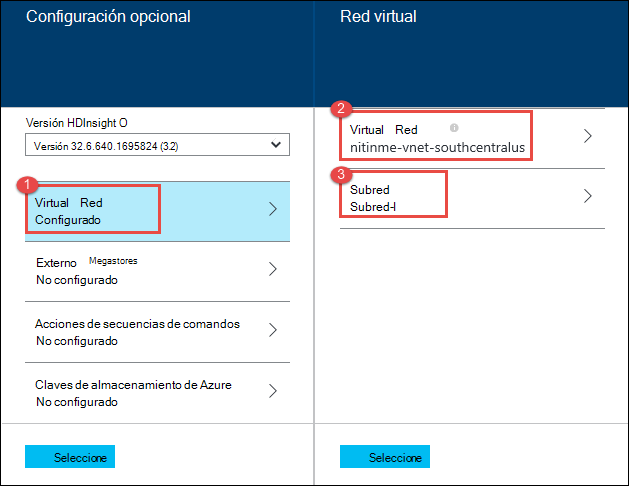 Configuración opcional
Versión HDInsight O
Versión 32.6.640.1695824 (3.2)
1
Virtual Red
Configurado
Externo Megastores
No configurado
Acciones de secuencias de comandos
No configurado
Claves de almacenamiento de Azure
No configurado
Seleccione
Red virtual
2
Virtual Red
nitinme-vnet-southcentralus
3
Subred
Subred-l
Seleccione